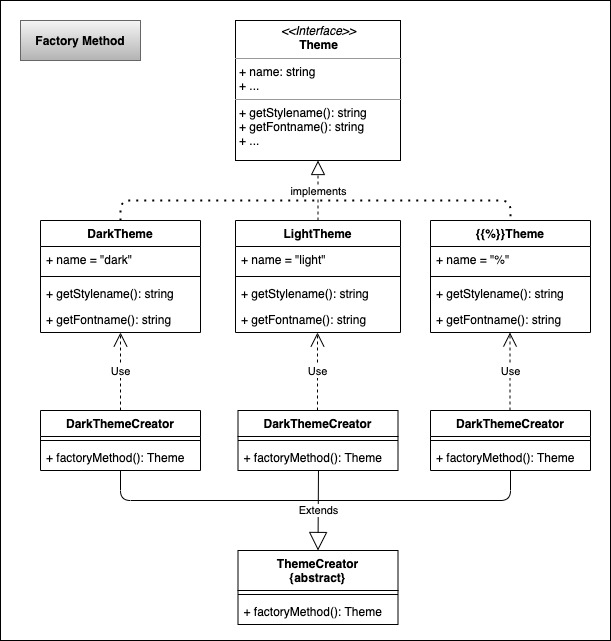 Factory Method
<<Interface>>
Theme
+ name: string
+ ...
+ getStylename(): string
+ getFontname(): string
+ ...
implements
DarkTheme
+ name = "dark"
+ getStylename(): string
+ getFontname(): string
LightTheme
+ name = "light"
+ getStylename(): string
+ getFontname(): string
{{%}}Theme
+ name = "%"
+ getStylename(): string
+ getFontname(): string
Use
Use
Use
DarkThemeCreator
+ factoryMethod(): Theme
DarkThemeCreator
+ factoryMethod(): Theme
DarkThemeCreator
+ factoryMethod(): Theme
Extends
ThemeCreator
{abstract}
+ factoryMethod(): Theme